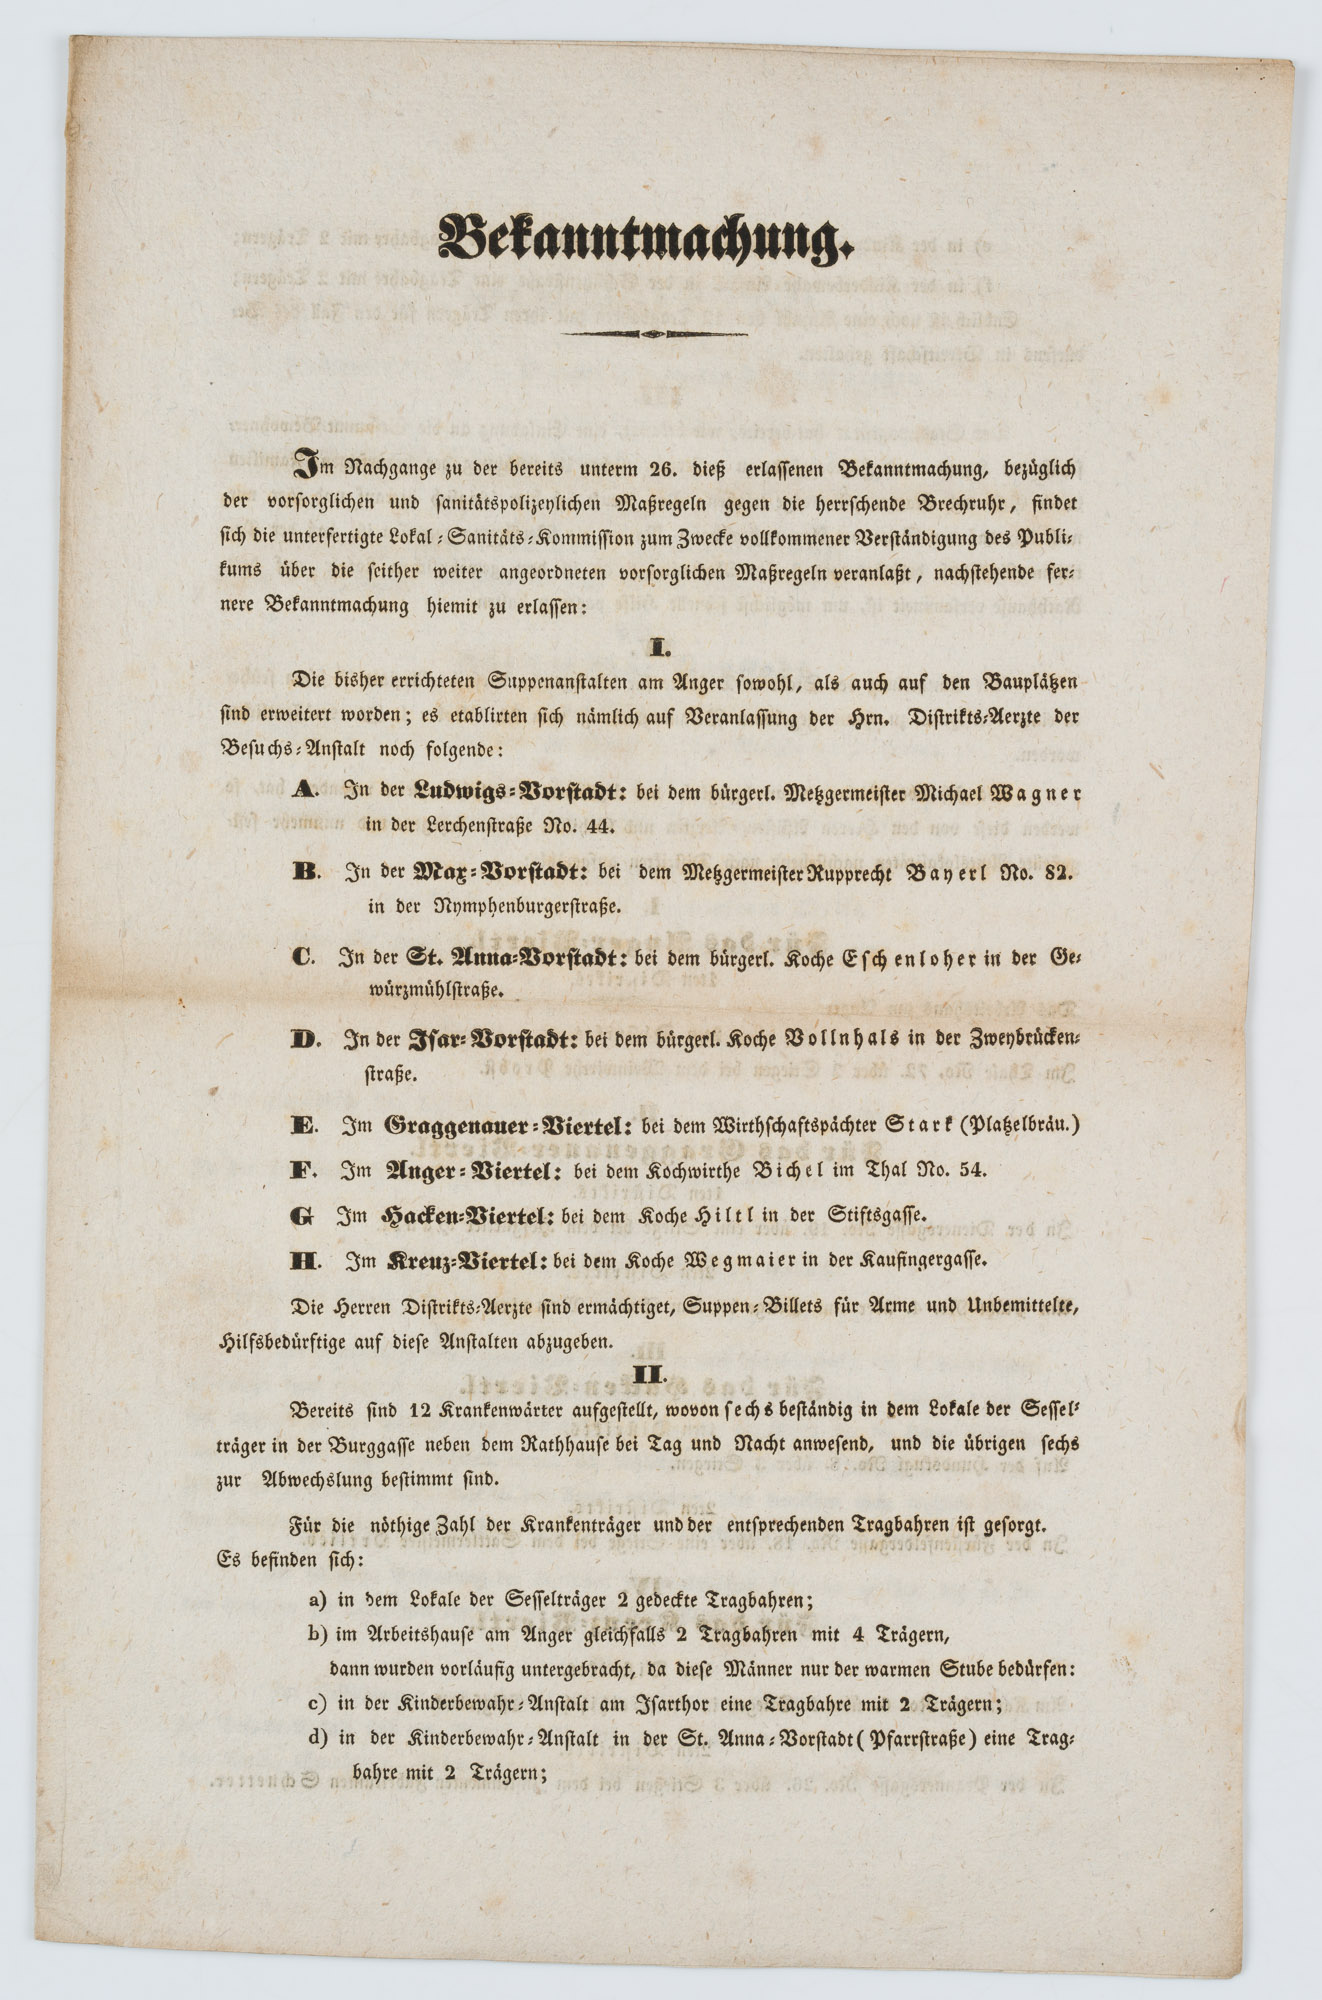 Bekanntmachung.
Im Nachgange zu der bereits unterm 26. dieß erlassenen Bekanntmachung, bezüglich
der vorsorglichen und sanitätspolizeylichen Maßregeln gegen die herrschende Brechruhr, findet
sich die unterfertigte Lokal-Sanitäts-Kommission zum Zwecke vollkommener Verständigung des Publi-
kums über die seither weiter angeordneten vorsorglichen Maßregeln veranlaßt, nachstehende fer-
nere Bekanntmachung hiemit zu erlassen:
I.
Die bisher errichteten Suppenanstalten am Anger sowohl, als auch auf den Bauplätzen
sind erweitert worden; es etablirten sich nämlich auf Veranlassung der Hrn. Distrikts-Aerzte der
Besuchs-Anstalt noch folgende:
A. In der Ludwigs-Vorstadt: bei dem bürgerl. Metzgermeister Michael Wagner
in der Lerchenstraße No. 44.
B. In der Max-Vorstadt: bei dem Metzgermeister Rupprecht Bayerl No. 82.
in der Nymphenburgerstraße.
C. In der St. Anna-Vorstadt: bei dem bürgerl. Koche Eschenloher in der Ge-
würzmühlstraße.
D. In der Isar-Vorstadt: bei dem bürgerl. Koche Vollnhals in der Zweybrücken-
straße.
E. Im Graggenauer-Viertel: bei dem Wirthschaftspächter Stark (Platzelbräu.)
F. Im Anger-Viertel: bei dem Kochwirthe Bichel im Thal No. 54.
G Im Hacken-Viertel: bei dem Koche Hiltl in der Stiftsgasse.
H. Im Kreuz-Viertel: bei dem Koche Wegmaier in der Kaufingergasse.
Die Herren Distrikts-Aerzte sind ermächtiget, Suppen-Billets für Arme und Unbemittelte,
Hilfsbedürftige auf diese Anstalten abzugeben.
II.
Bereits sind 12 Krankenwärter aufgestellt, wovon sechs beständig in dem Lokale der Sessel-
träger in der Burggasse neben dem Rathhause bei Tag und Nacht anwesend, und die übrigen sechs
zur Abwechslung bestimmt sind.
Für die nöthige Zahl der Krankenträger und der entsprechenden Tragbahren ist gesorgt.
Es befinden sich:
a) in dem Lokale der Sesselträger 2 gedeckte Tragbahren;
b) im Arbeitshause am Anger gleichfalls 2 Tragbahren mit 4 Trägern,
dann wurden vorläufig untergebracht, da diese Männer nur der warmen Stube bedürfen:
c) in der Kinderbewahr-Anstalt am Isarthor eine Tragbahre mit 2 Trägern;
d) in der Kinderbewahr-Anstalt in der St. Anna-Vorstadt (Pfarrstraße) eine Trag-
bahre mit 2 Trägern;